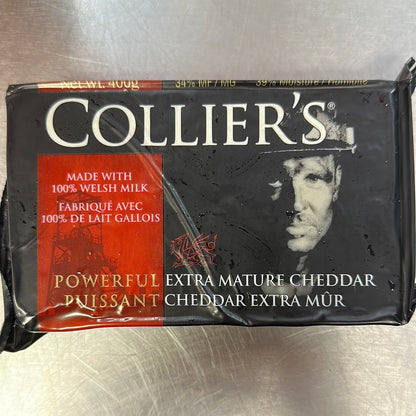 Net Wt. 400g 34% MF / MG 39% Moisture / Humidité
COLLIER'S®
MADE WITH
100% WELSH MILK
FABRIQUÉ AVEC
100% DE LAIT GALLOIS
POWERFUL EXTRA MATURE CHEDDAR
PUISSANT CHEDDAR EXTRA MÛR